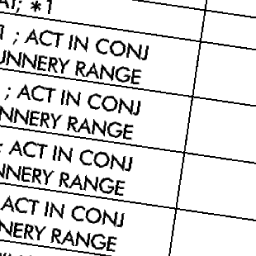 ; *1
1 ; ACT IN CONJ
UNNERY RANGE
; ACT IN CONJ
NNERY RANGE
; ACT IN CONJ
NNERY RANGE
ACT IN CONJ
NERY RANGE